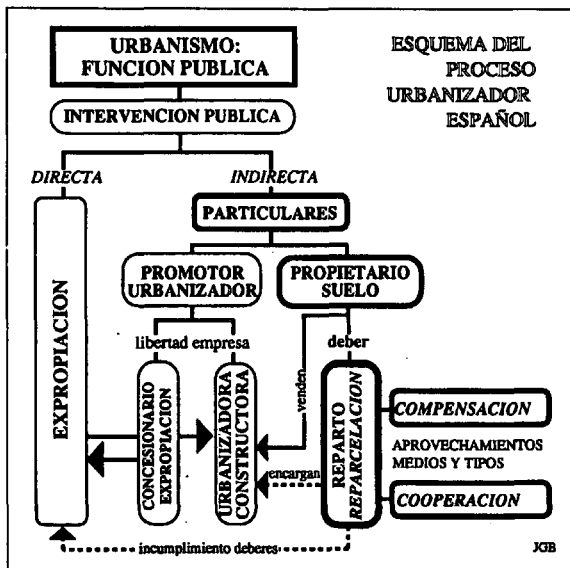 URBANISMO:
FUNCION PUBLICA
ESQUEMA DEL
PROCESO
URBANIZADOR
ESPAÑOL
INTERVENCION PUBLICA
DIRECTA
INDIRECTA
PARTICULARES
PROMOTOR
URBANIZADOR
PROPIETARIO
SUELO
libertad empresa
deber
EXPROPIACION
CONCESIONARIO
EXPROPIACION
URBANIZADORA
CONSTRUCTORA
venden
encargan
REPARTO
REPARCELACION
COMPENSACION
APROVECHAMIENTOS
MEDIOS Y TIPOS
COOPERACION
incumplimiento deberes
JGB